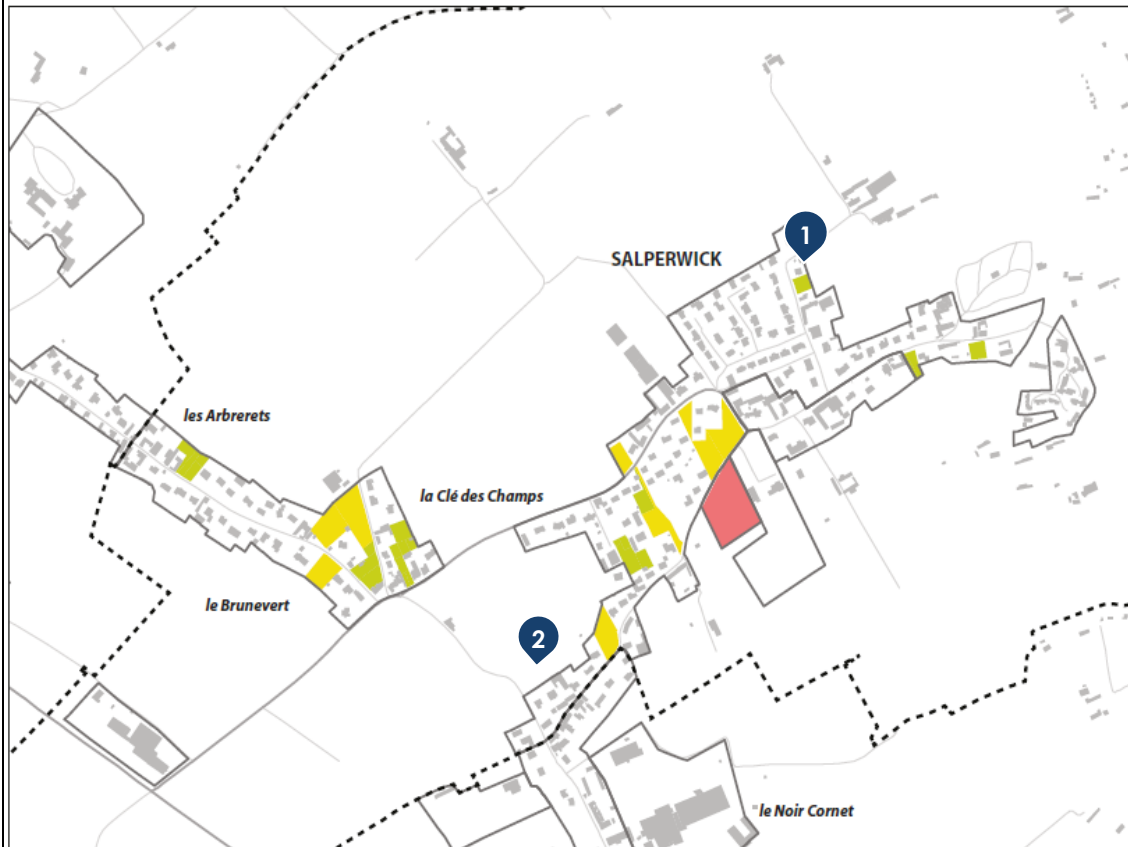 1
SALPERWICK
les Arbrerets
la Clé des Champs
le Brunevert
2
le Noir Cornet